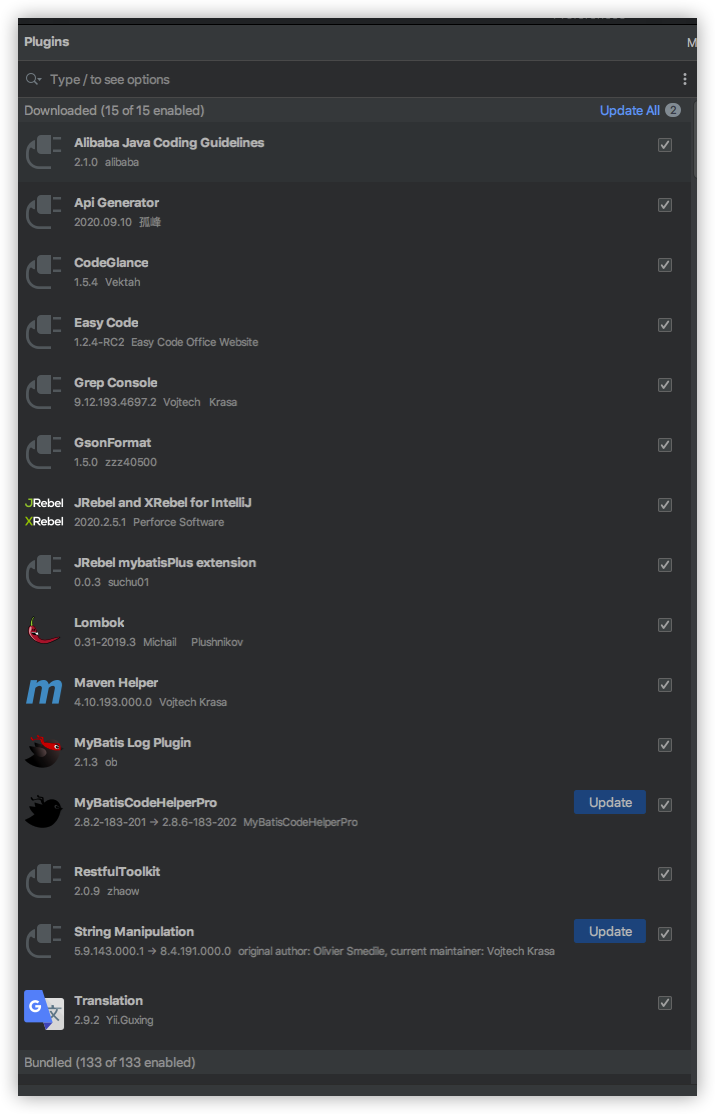 Plugins
M
Type / to see options
Downloaded (15 of 15 enabled)
Update All 2
Alibaba Java Coding Guidelines
2.1.0 alibaba
Api Generator
2020.09.10 孤峰
CodeGlance
1.5.4 Vektah
Easy Code
1.2.4-RC2 Easy Code Office Website
Grep Console
9.12.193.4697.2 Vojtech Krasa
GsonFormat
1.5.0 zzz40500
JRebel
XRebel
JRebel and XRebel for IntelliJ
2020.2.5.1 Perforce Software
JRebel mybatisPlus extension
0.0.3 suchu01
Lombok
0.31-2019.3 Michail Plushnikov
m
Maven Helper
4.10.193.000.0 Vojtech Krasa
MyBatis Log Plugin
2.1.3 ob
MyBatisCodeHelperPro
2.8.2-183-201 → 2.8.6-183-202 MyBatisCodeHelperPro
Update
RestfulToolkit
2.0.9 zhaow
String Manipulation
5.9.143.000.1 → 8.4.191.000.0 original author: Olivier Smedile, current maintainer: Vojtech Krasa
Update
G 文
Translation
2.9.2 Yii.Guxing
Bundled (133 of 133 enabled)